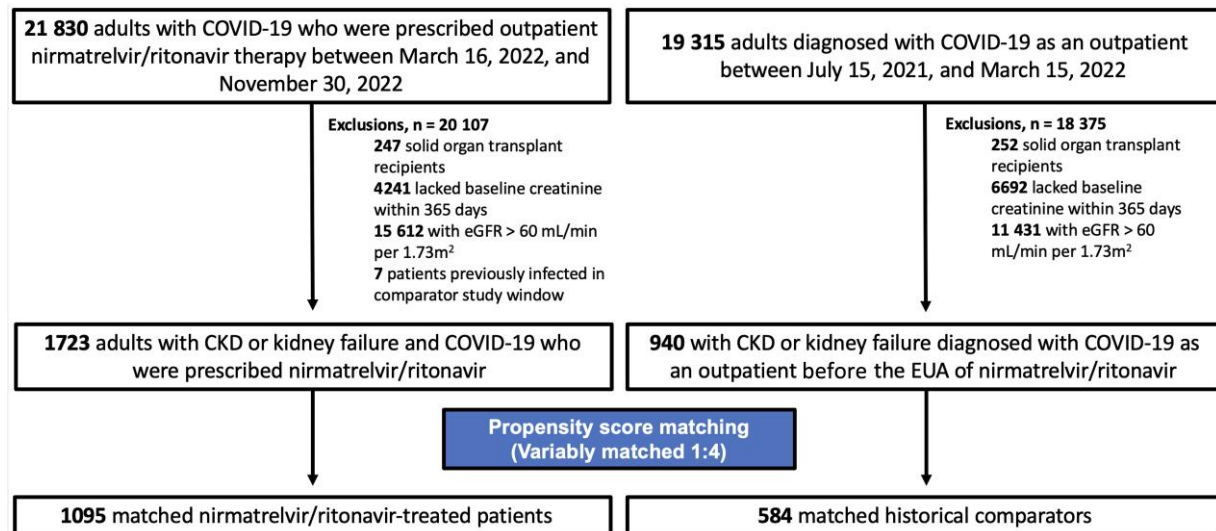 21 830 adults with COVID-19 who were prescribed outpatient
nirmatrelvir/ritonavir therapy between March 16, 2022, and
November 30, 2022
19 315 adults diagnosed with COVID-19 as an outpatient
between July 15, 2021, and March 15, 2022
Exclusions, n = 20 107
247 solid organ transplant
recipients
4241 lacked baseline creatinine
within 365 days
15 612 with eGFR > 60 mL/min
per 1.73m²
7 patients previously infected in
comparator study window
Exclusions, n = 18 375
252 solid organ transplant
recipients
6692 lacked baseline
creatinine within 365 days
11 431 with eGFR > 60
mL/min per 1.73m²
1723 adults with CKD or kidney failure and COVID-19 who
were prescribed nirmatrelvir/ritonavir
940 with CKD or kidney failure diagnosed with COVID-19 as
an outpatient before the EUA of nirmatrelvir/ritonavir
Propensity score matching
(Variably matched 1:4)
1095 matched nirmatrelvir/ritonavir-treated patients
584 matched historical comparators